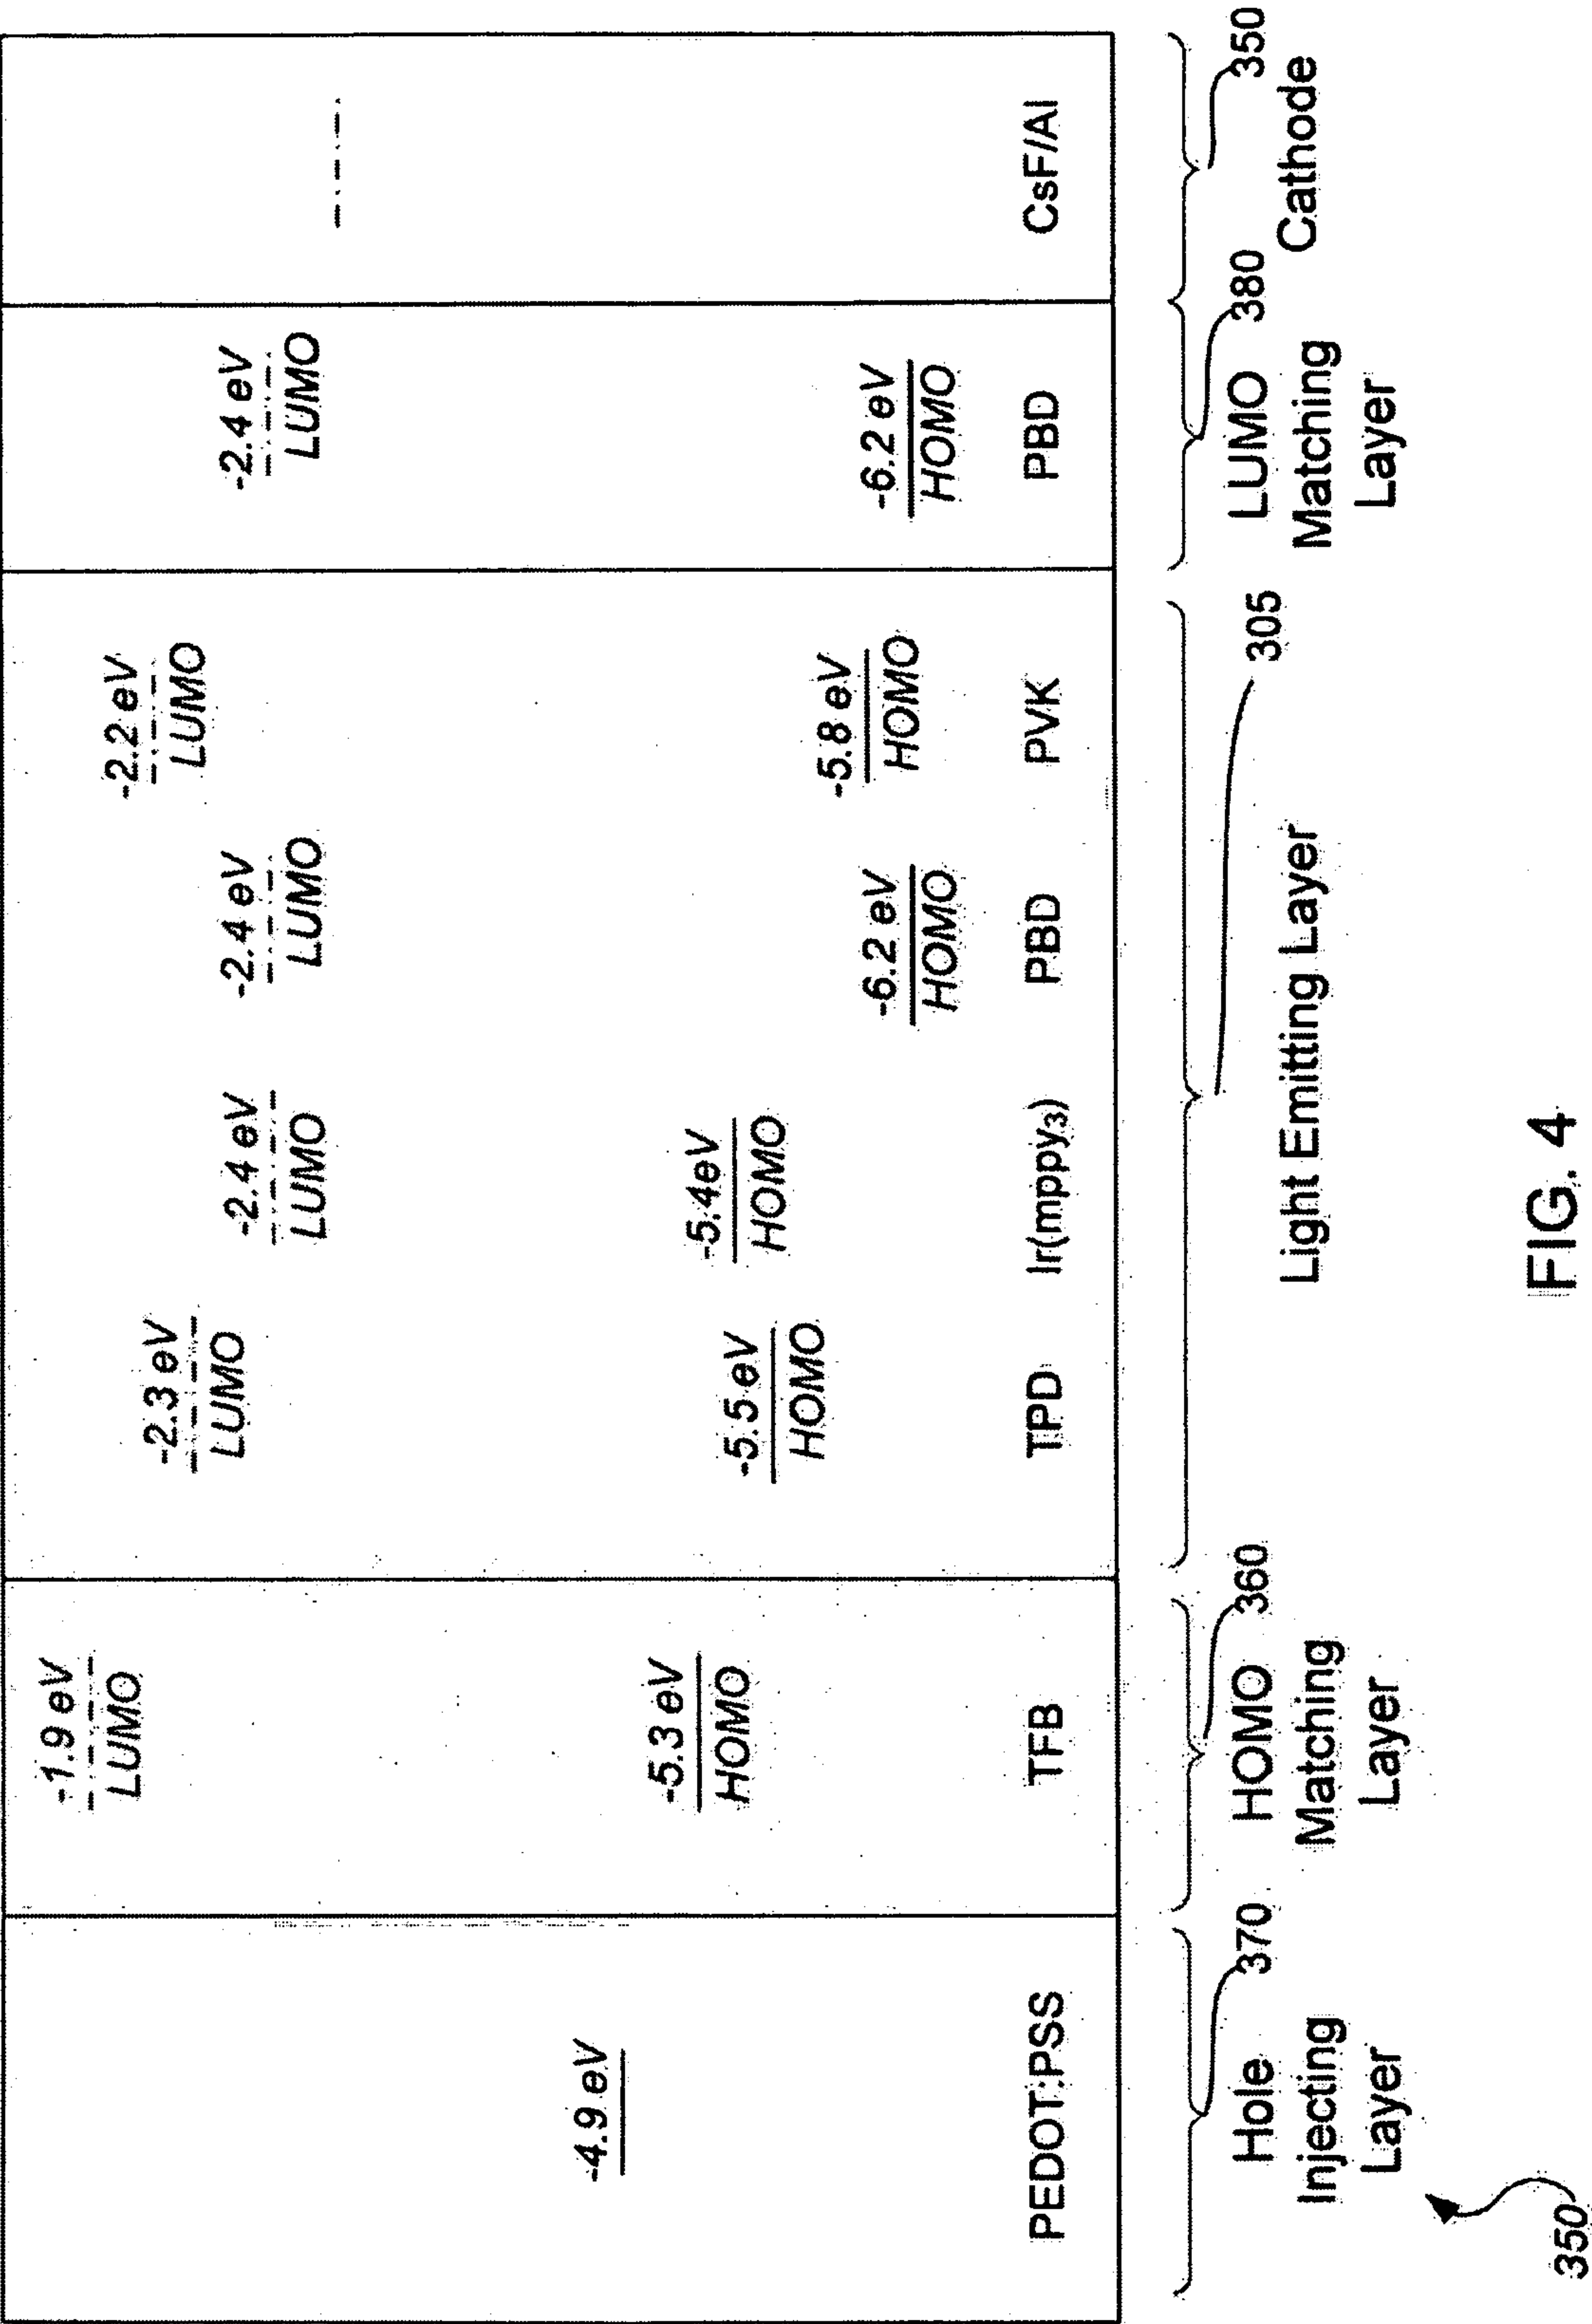 -1.9 eV
LUMO
-2.3 eV
LUMO
-2.4 eV
LUMO
-2.4 eV
LUMO
-2.2 eV
LUMO
-2.4 eV
LUMO
-4.9 eV
-5.3 eV
HOMO
-5.5 eV
HOMO
-5.4eV
HOMO
-6.2 eV
HOMO
-5.8 eV
HOMO
-6.2 eV
HOMO
PEDOT:PSS
TFB
TPD
Ir(mppy₃)
PBD
PVK
PBD
CsF/Al
370
Hole
Injecting
Layer
360
HOMO
Matching
Layer
305
Light Emitting Layer
380
LUMO
Matching
Layer
350
Cathode
350
FIG. 4